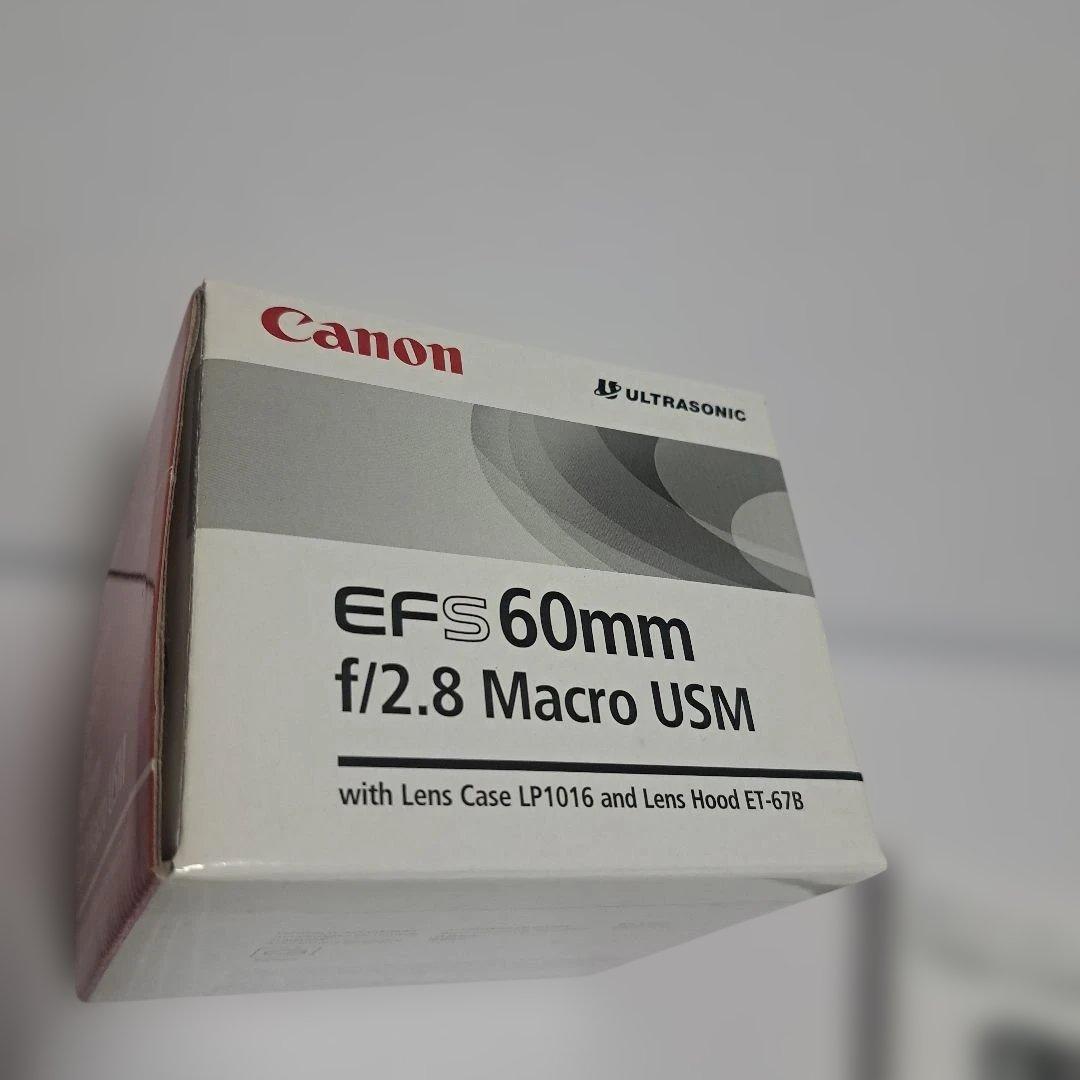 Canon
ULTRASONIC
EFS 60mm
f/2.8 Macro USM
with Lens Case LP1016 and Lens Hood ET-67B